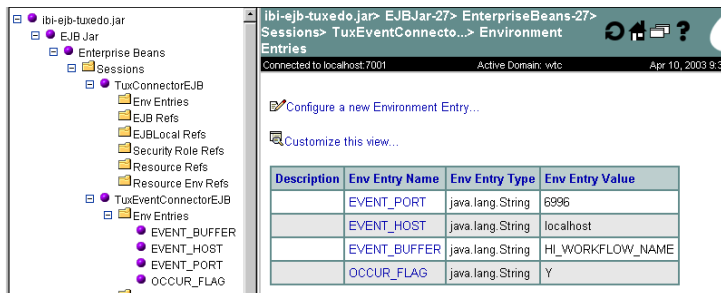 ibi-ejb-tuxedo.jar
EJB Jar
Enterprise Beans
Sessions
TuxConnectorEJB
Env Entries
EJB Refs
EJBLocal Refs
Security Role Refs
Resource Refs
Resource Env Refs
TuxEventConnectorEJB
Env Entries
EVENT_BUFFER
EVENT_HOST
EVENT_PORT
OCCUR_FLAG
ibi-ejb-tuxedo.jar> EJBJar-27> EnterpriseBeans-27>
Sessions> TuxEventConnecto...> Environment
Entries
Connected to localhost:7001 Active Domain: wtc Apr 10, 2003 9:3
Configure a new Environment Entry...
Customize this view...
Description Env Entry Name Env Entry Type Env Entry Value
EVENT_PORT java.lang.String 6996
EVENT_HOST java.lang.String localhost
EVENT_BUFFER java.lang.String HI_WORKFLOW_NAME
OCCUR_FLAG java.lang.String Y